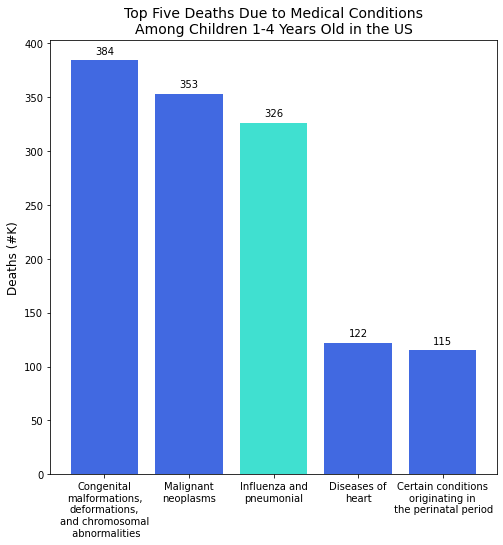 Top Five Deaths Due to Medical Conditions
Among Children 1-4 Years Old in the US
Deaths (#K)
400
350
300
250
200
150
100
50
0
384
353
326
122
115
Congenital
malformations,
deformations,
and chromosomal
abnormalities
Malignant
neoplasms
Influenza and
pneumonial
Diseases of
heart
Certain conditions
originating in
the perinatal period